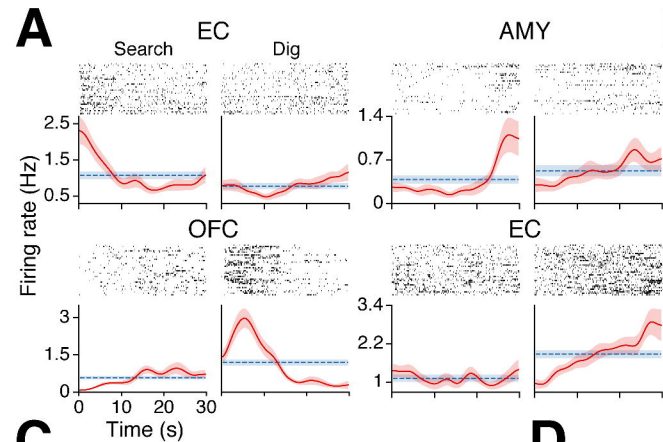 A
EC
AMY
Search
Dig
Firing rate (Hz)
2.5
1.5
0.5
1.4
0.7
0
OFC
EC
3
1.5
0
3.4
2.2
1
0
10
20
30
Time (s)
C
D